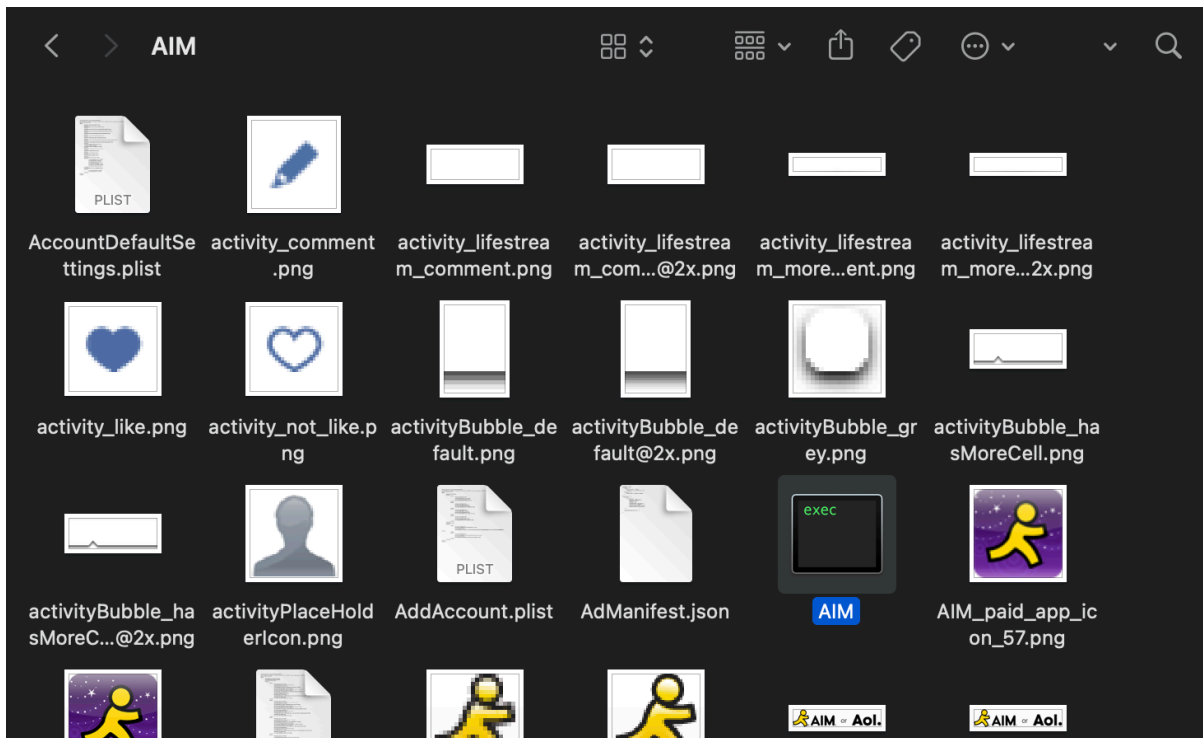 AIM
PLIST
AccountDefaultSe
ttings.plist
activity_comment
.png
activity_lifestrea
m_comment.png
activity_lifestrea
m_com...@2x.png
activity_lifestrea
m_more...ent.png
activity_lifestrea
m_more...2x.png
activity_like.png
activity_not_like.p
ng
activityBubble_de
fault.png
activityBubble_de
fault@2x.png
activityBubble_gr
ey.png
activityBubble_ha
sMoreCell.png
PLIST
exec
activityBubble_ha
sMoreC...@2x.png
activityPlaceHold
erIcon.png
AddAccount.plist
AdManifest.json
AIM
AIM_paid_app_ic
on_57.png
AIM or Aol.
AIM or Aol.